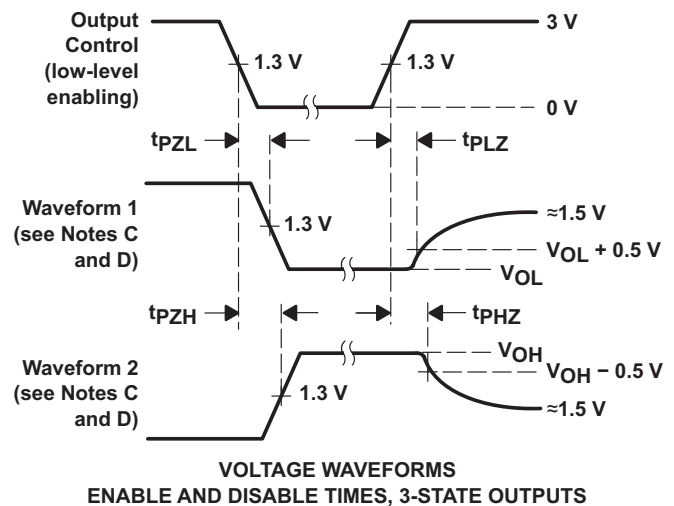 Output
Control
(low-level
enabling)
1.3 V
1.3 V
3 V
0 V
tPZL
tPLZ
Waveform 1
(see Notes C
and D)
1.3 V
≈1.5 V
VOL + 0.5 V
VOL
tPZH
tPHZ
Waveform 2
(see Notes C
and D)
1.3 V
VOH
VOH − 0.5 V
≈1.5 V
VOLTAGE WAVEFORMS
ENABLE AND DISABLE TIMES, 3-STATE OUTPUTS